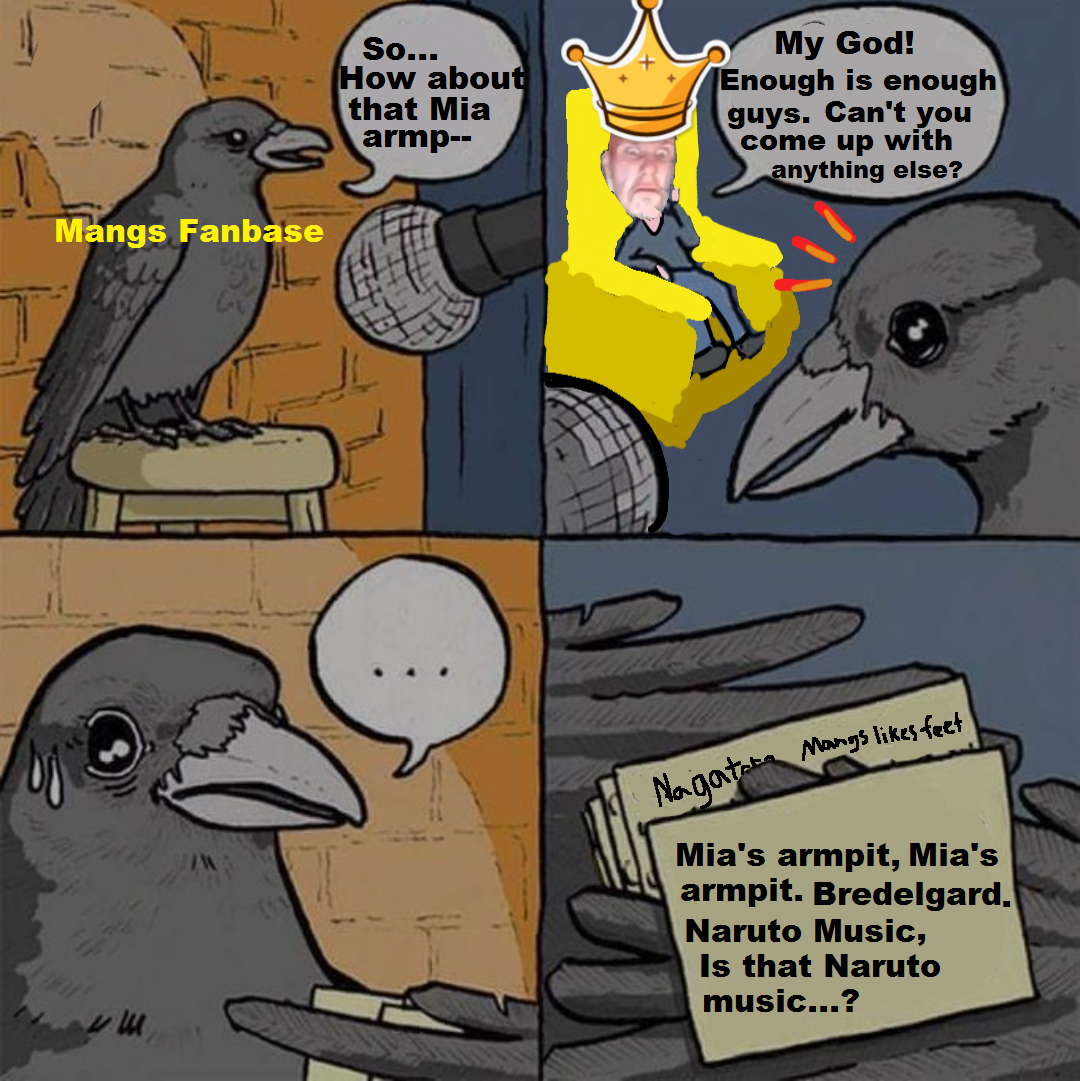 So...
How about
that Mia
armp--
Mangs Fanbase
My God!
Enough is enough
guys. Can't you
come up with
anything else?
. . .
Mangs likes feet
Mia's armpit, Mia's
armpit. Bredelgard.
Naruto Music,
Is that Naruto
music...?